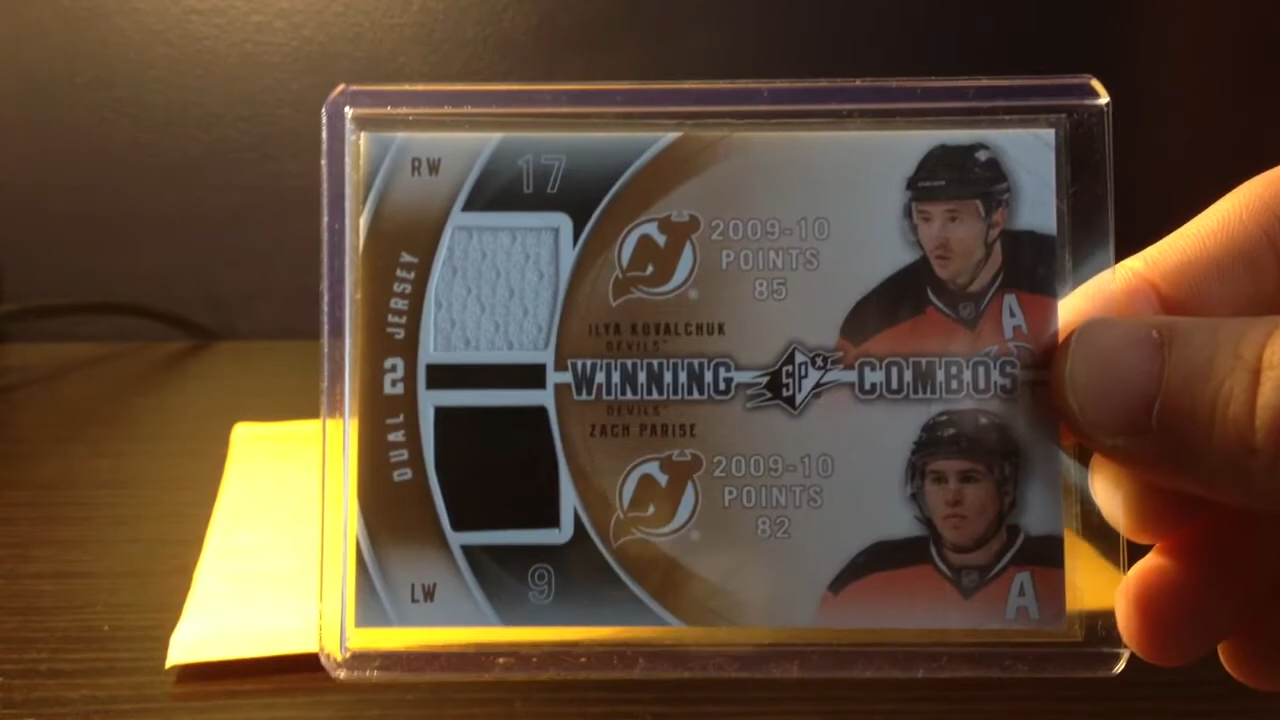 RW
17
DUAL 2 JERSEY
2009-10
POINTS
85
ILYA KOVALCHUK
DEVILS®
WINNING SPx COMBOS
DEVILS®
ZACH PARISE
2009-10
POINTS
82
LW
9
A
A